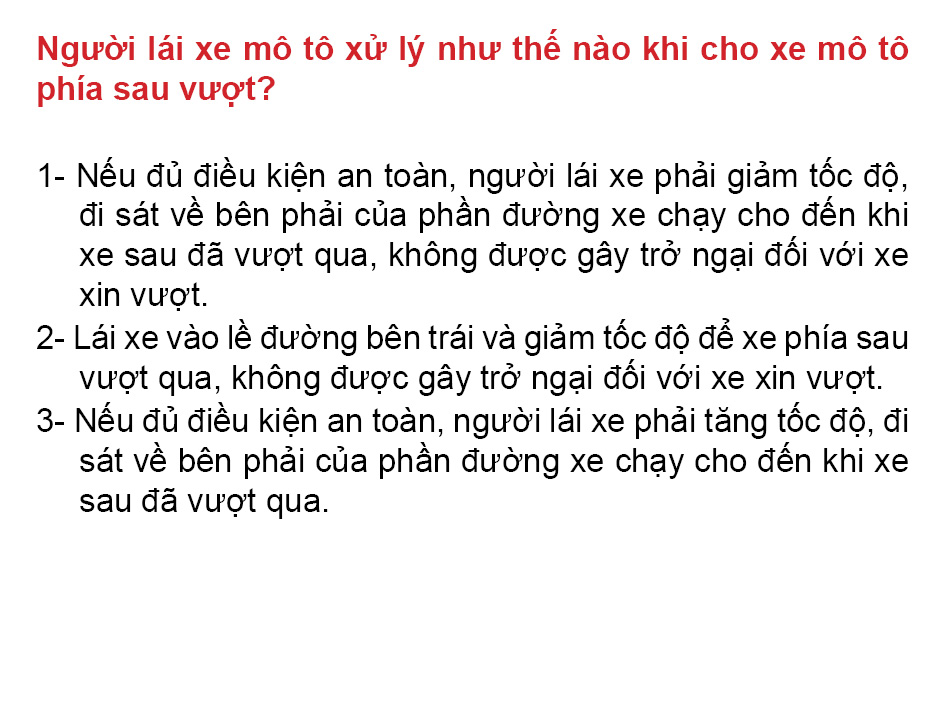 Người lái xe mô tô xử lý như thế nào khi cho xe mô tô
phía sau vượt?
1- Nếu đủ điều kiện an toàn, người lái xe phải giảm tốc độ,
đi sát về bên phải của phần đường xe chạy cho đến khi
xe sau đã vượt qua, không được gây trở ngại đối với xe
xin vượt.
2- Lái xe vào lề đường bên trái và giảm tốc độ để xe phía sau
vượt qua, không được gây trở ngại đối với xe xin vượt.
3- Nếu đủ điều kiện an toàn, người lái xe phải tăng tốc độ, đi
sát về bên phải của phần đường xe chạy cho đến khi xe
sau đã vượt qua.